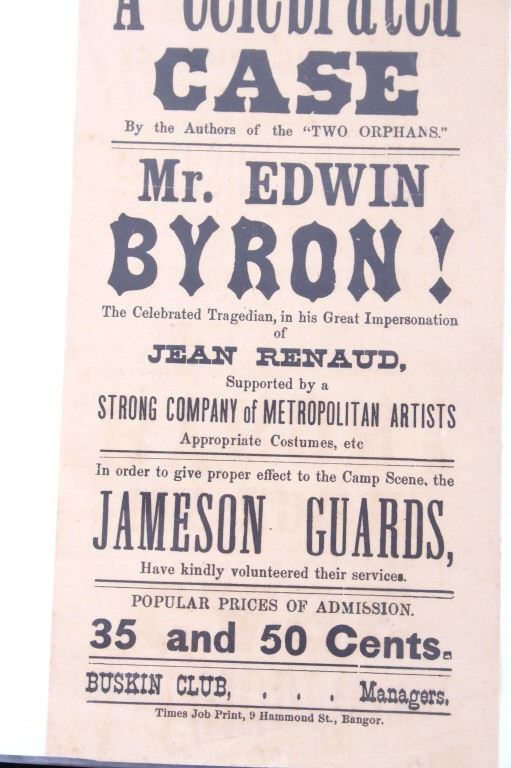 A Celebrated
CASE
By the Authors of the "TWO ORPHANS."
Mr. EDWIN
BYRON!
The Celebrated Tragedian, in his Great Impersonation
of
JEAN RENAUD,
Supported by a
STRONG COMPANY of METROPOLITAN ARTISTS
Appropriate Costumes, etc
In order to give proper effect to the Camp Scene, the
JAMESON GUARDS,
Have kindly volunteered their services.
POPULAR PRICES OF ADMISSION.
35 and 50 Cents.
BUSKIN CLUB, . . . Managers.
Times Job Print, 9 Hammond St., Bangor.